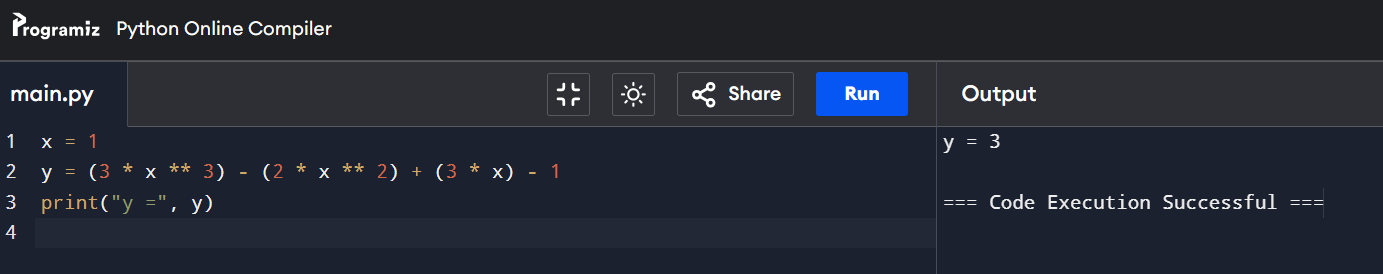 Programiz Python Online Compiler
main.py Share Run Output
1 x = 1
2 y = (3 * x ** 3) - (2 * x ** 2) + (3 * x) - 1
3 print("y =", y)
4
y = 3
=== Code Execution Successful ===